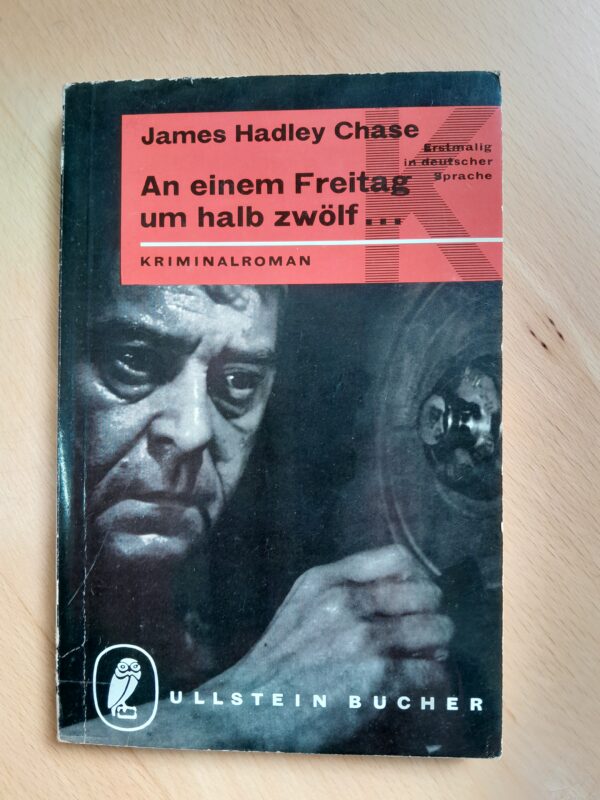 James Hadley Chase
Erstmalig
in deutscher
Sprache
An einem Freitag
um halb zwölf...
K
KRIMINALROMAN
ULLSTEIN BUCHER